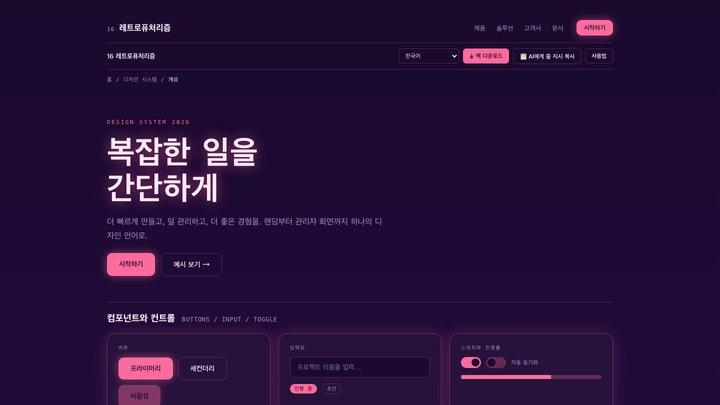 16 레트로퓨처리즘
제품 솔루션 고객사 문서 시작하기
16 레트로퓨처리즘
한국어 팩 다운로드 AI에게 줄 지시 복사 사용법
홈 / 디자인 시스템 / 개요
DESIGN SYSTEM 2026
복잡한 일을
간단하게
더 빠르게 만들고, 덜 관리하고, 더 좋은 경험을. 랜딩부터 관리자 화면까지 하나의 디
자인 언어로.
시작하기 예시 보기 →
컴포넌트와 컨트롤 BUTTONS / INPUT / TOGGLE
버튼
프라이머리 세컨더리
비활성
입력창
프로젝트 이름을 입력...
진행 중 초안
스위치와 진행률
자동 동기화